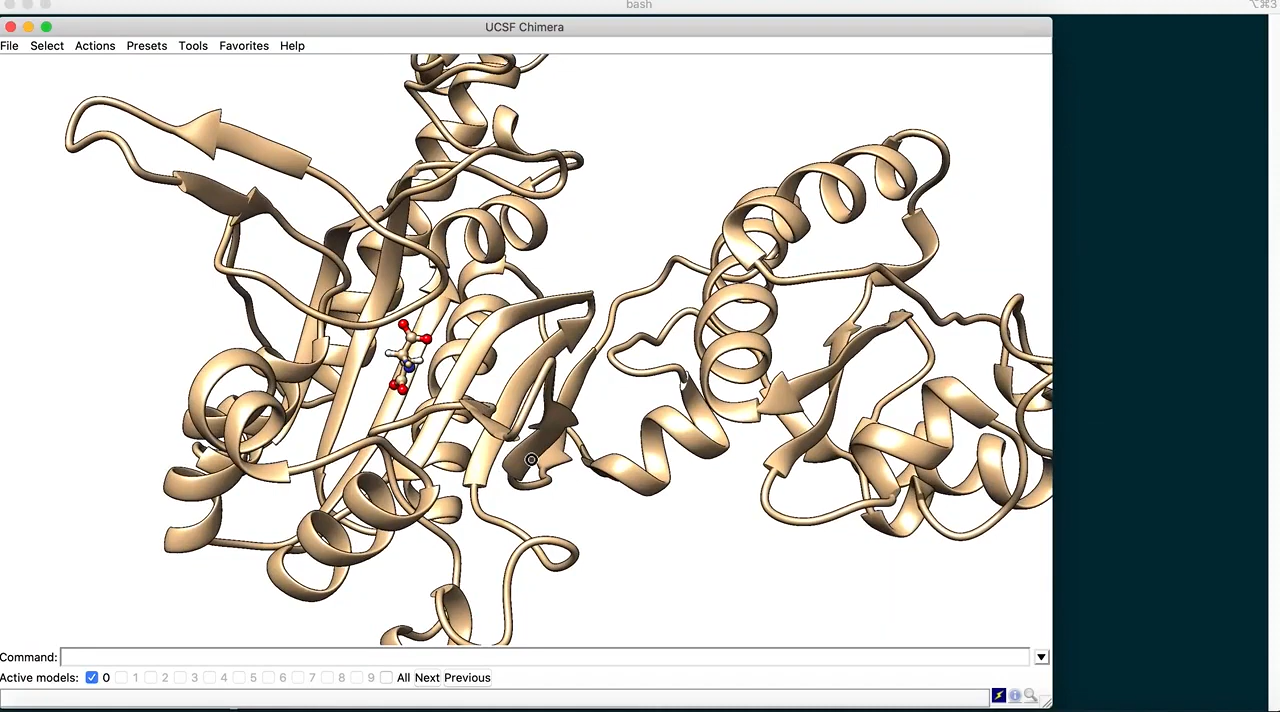 bash
⌥⌘3
UCSF Chimera
File Select Actions Presets Tools Favorites Help
Command:
Active models: 0 1 2 3 4 5 6 7 8 9 All Next Previous